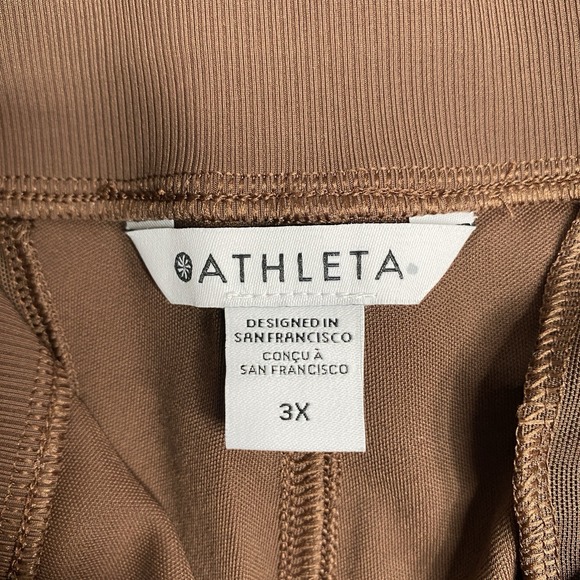 ATHLETA
DESIGNED IN
SAN FRANCISCO
CONÇU À
SAN FRANCISCO
3X